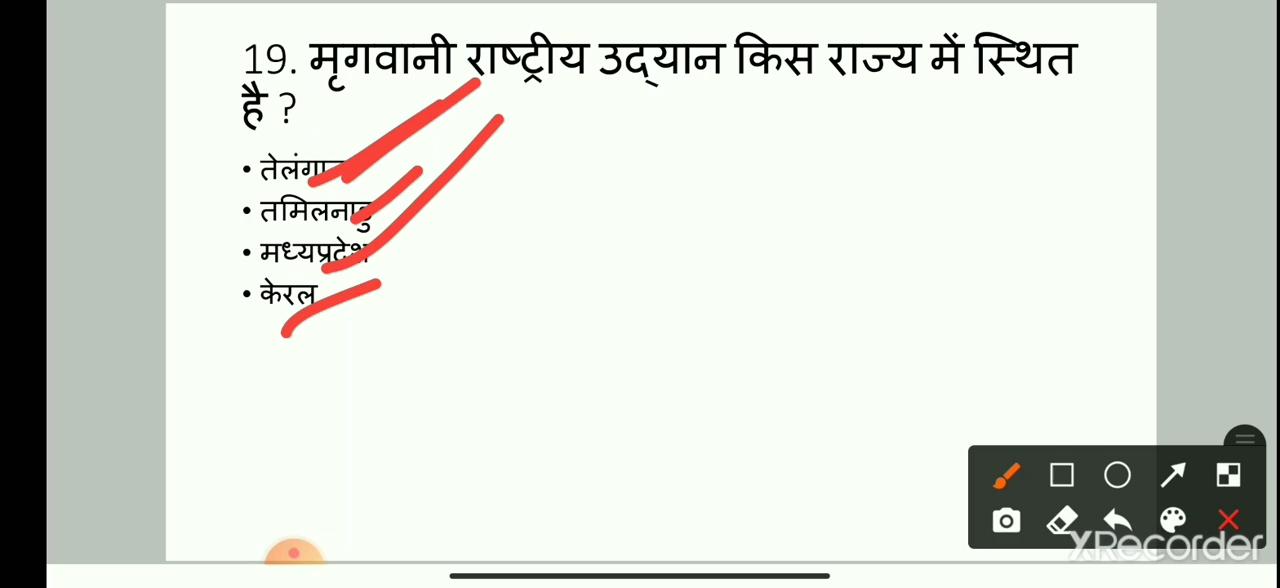 19. मृगवानी राष्ट्रीय उद्यान किस राज्य में स्थित
है ?
• तेलंगाना
• तमिलनाडु
• मध्यप्रदेश
• केरल
XRecorder